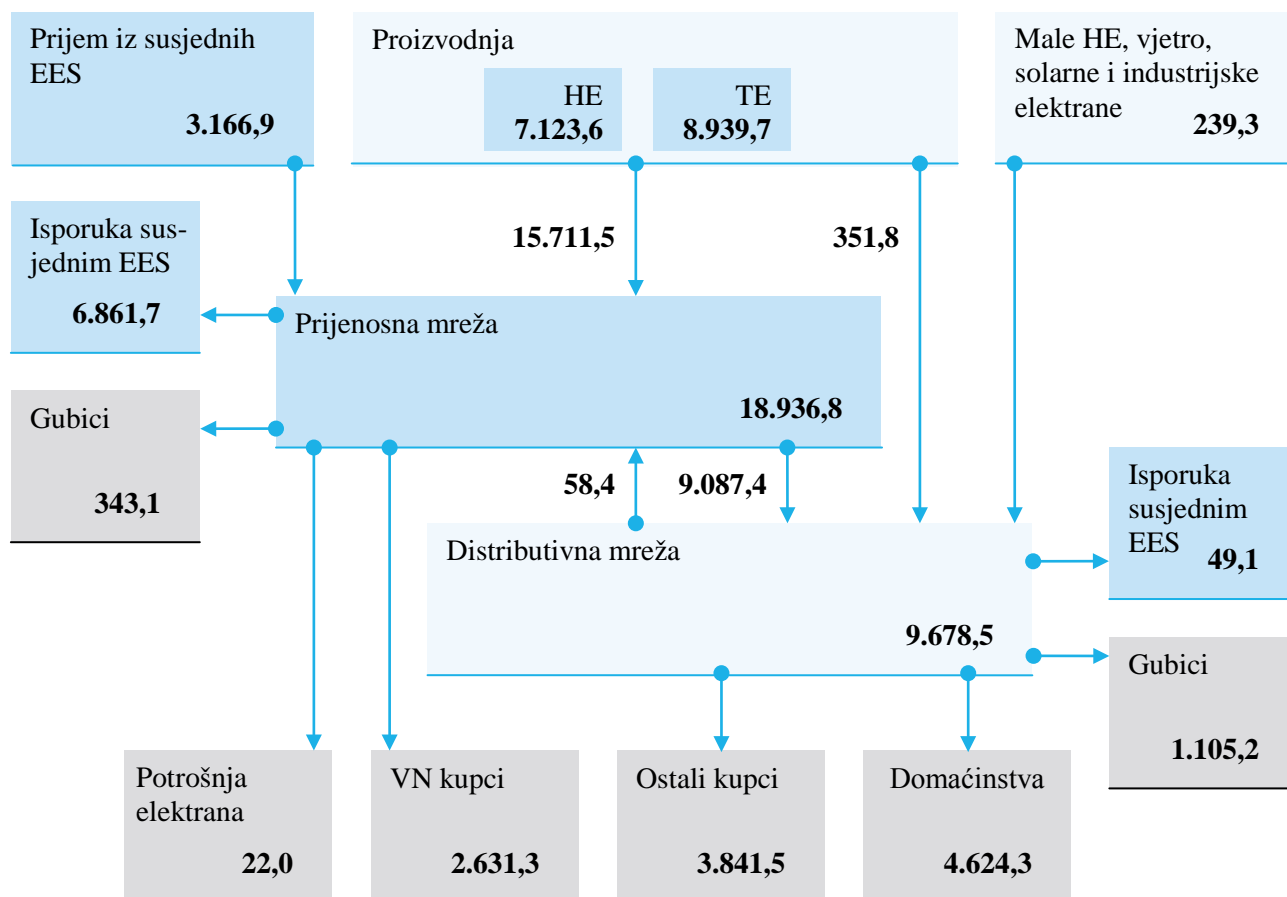 Prijem iz susjednih
EES
3.166,9
Proizvodnja
HE
7.123,6
TE
8.939,7
Male HE, vjetro,
solarne i industrijske
elektrane
239,3
Isporuka sus-
jednim EES
6.861,7
15.711,5
351,8
Prijenosna mreža
18.936,8
Gubici
343,1
58,4
9.087,4
Distributivna mreža
9.678,5
Isporuka
susjednim
EES
49,1
Gubici
1.105,2
Potrošnja
elektrana
22,0
VN kupci
2.631,3
Ostali kupci
3.841,5
Domaćinstva
4.624,3